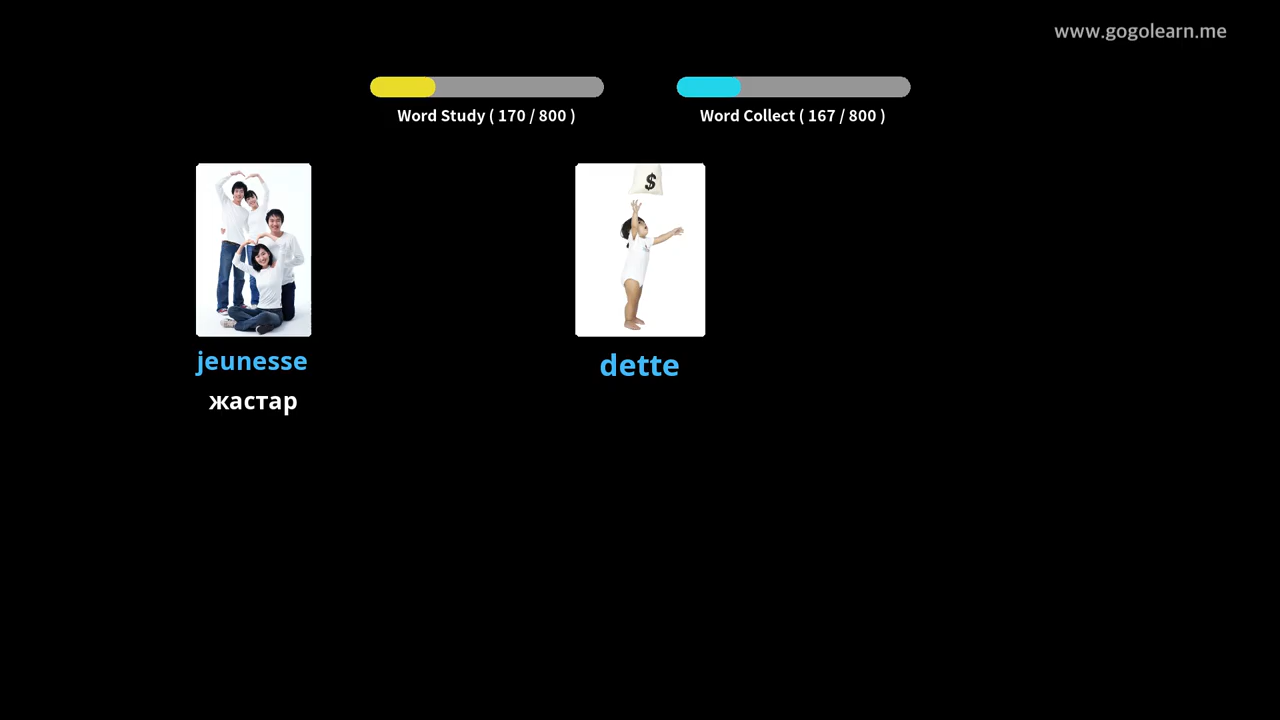 www.gogolearn.me
Word Study ( 170 / 800 )
Word Collect ( 167 / 800 )
$
jeunesse
жастар
dette